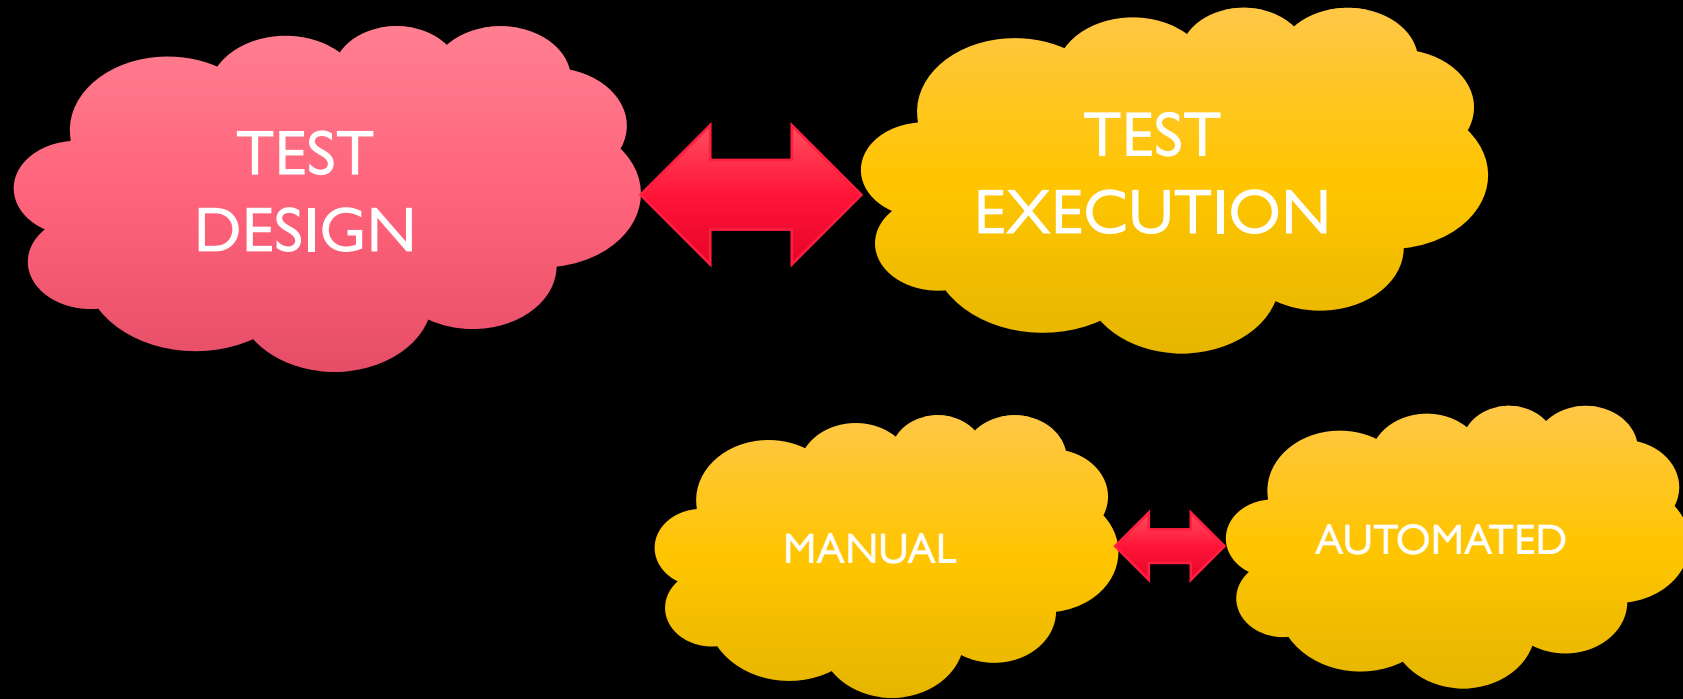 TEST
DESIGN
TEST
EXECUTION
MANUAL
AUTOMATED